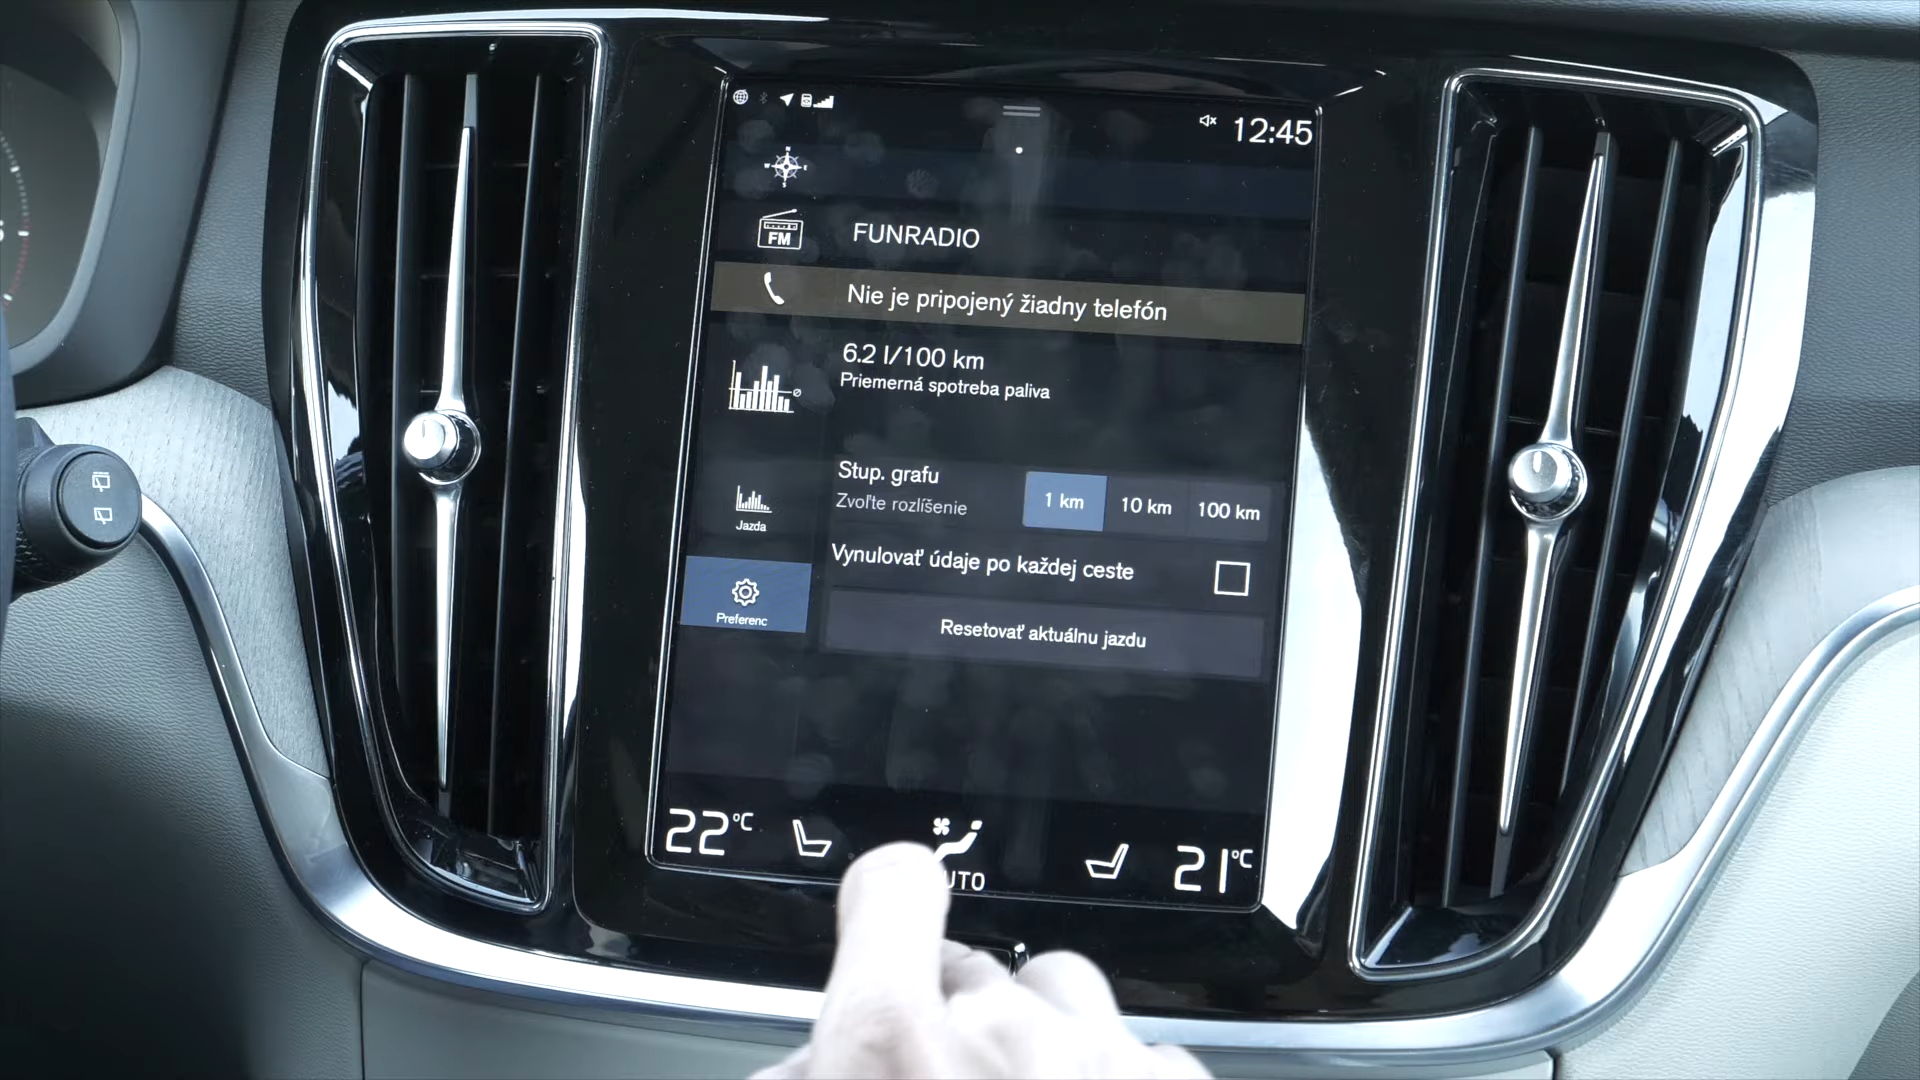 12:45
FM
FUNRADIO
Nie je pripojený žiadny telefón
6.2 l/100 km
Priemerná spotreba paliva
Stup. grafu
Zvoľte rozlíšenie
1 km
10 km
100 km
Jazda
Vynulovať údaje po každej ceste
Preferenc
Resetovať aktuálnu jazdu
22°C
UTO
21°C